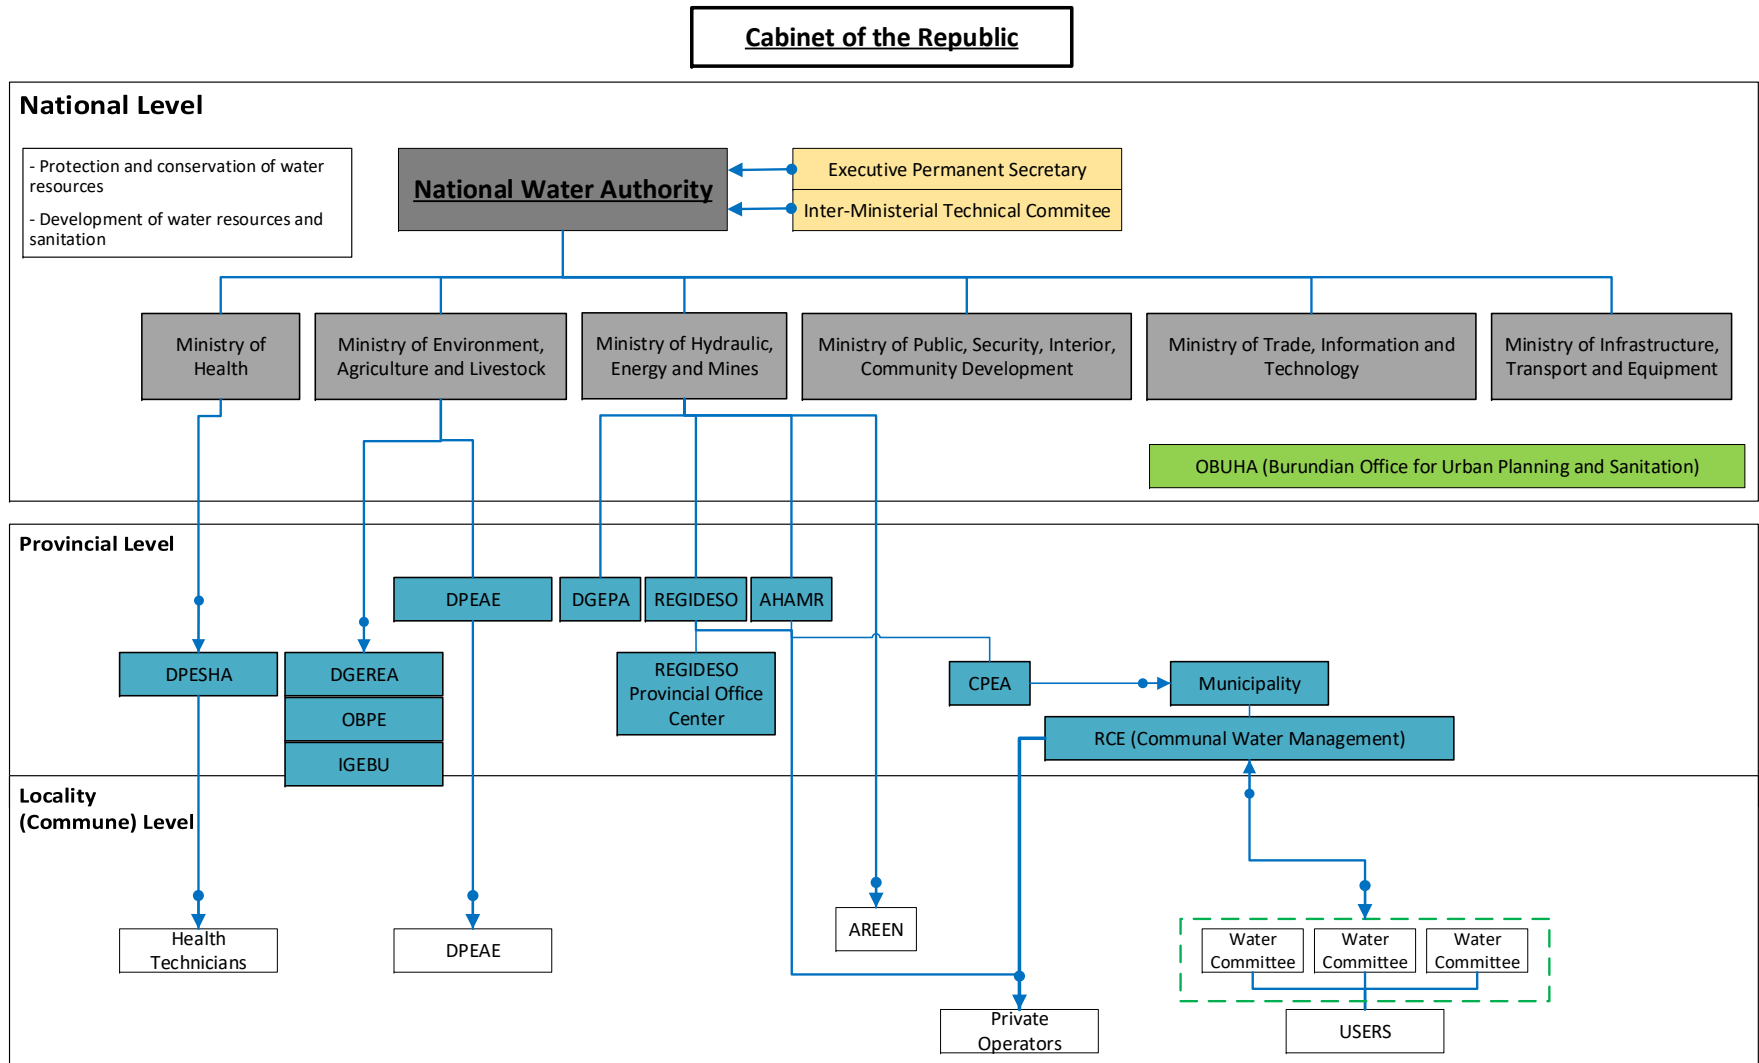 Cabinet of the Republic
National Level
- Protection and conservation of water
resources
- Development of water resources and
sanitation
National Water Authority
Executive Permanent Secretary
Inter-Ministerial Technical Commitee
Ministry of
Health
Ministry of Environment,
Agriculture and Livestock
Ministry of Hydraulic,
Energy and Mines
Ministry of Public, Security, Interior,
Community Development
Ministry of Trade, Information and
Technology
Ministry of Infrastructure,
Transport and Equipment
OBUHA (Burundian Office for Urban Planning and Sanitation)
Provincial Level
DPEAE
DGEPA
REGIDESO
AHAMR
DPESHA
DGEREA
OBPE
IGEBU
REGIDESO
Provincial Office
Center
CPEA
Municipality
RCE (Communal Water Management)
Locality
(Commune) Level
Health
Technicians
DPEAE
AREEN
Water
Committee
Water
Committee
Water
Committee
Private
Operators
USERS